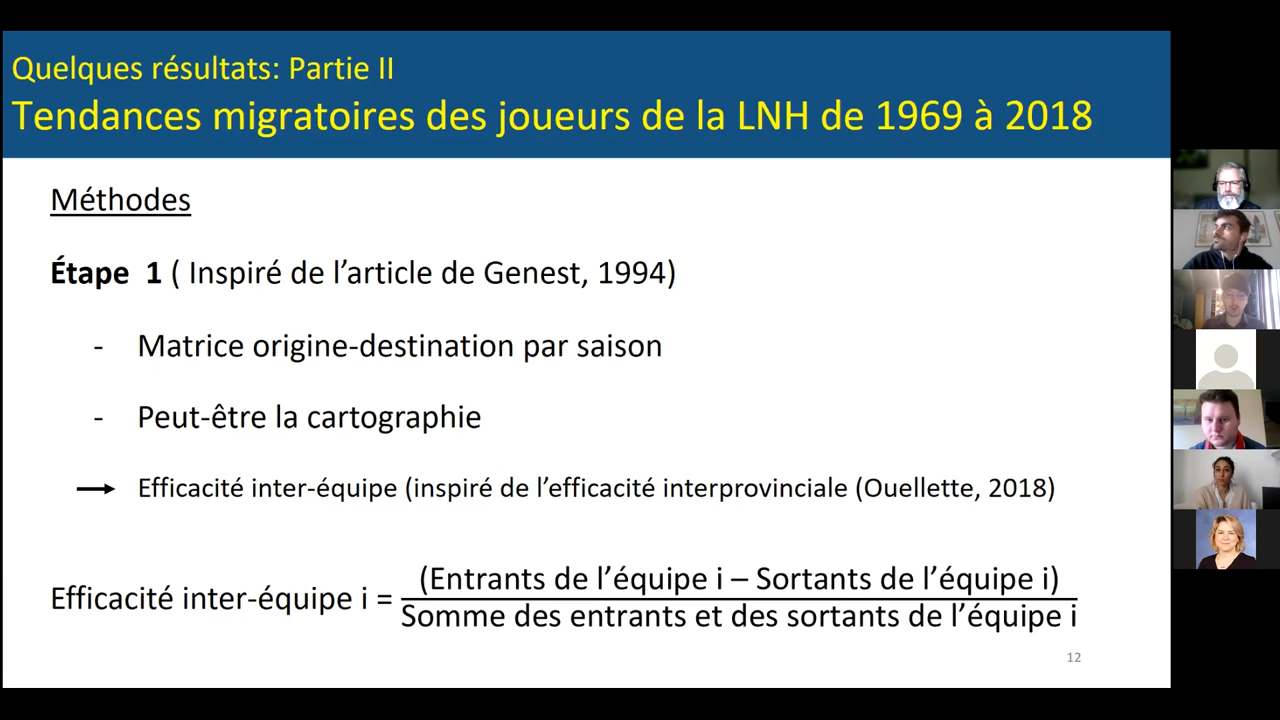 Quelques résultats: Partie II
Tendances migratoires des joueurs de la LNH de 1969 à 2018
Méthodes
Étape 1 ( Inspiré de l'article de Genest, 1994)
- Matrice origine-destination par saison
- Peut-être la cartographie
Efficacité inter-équipe (inspiré de l'efficacité interprovinciale (Ouellette, 2018)
(Entrants de l'équipe i – Sortants de l'équipe i)
Efficacité inter-équipe i =
Somme des entrants et des sortants de l'équipe i
12